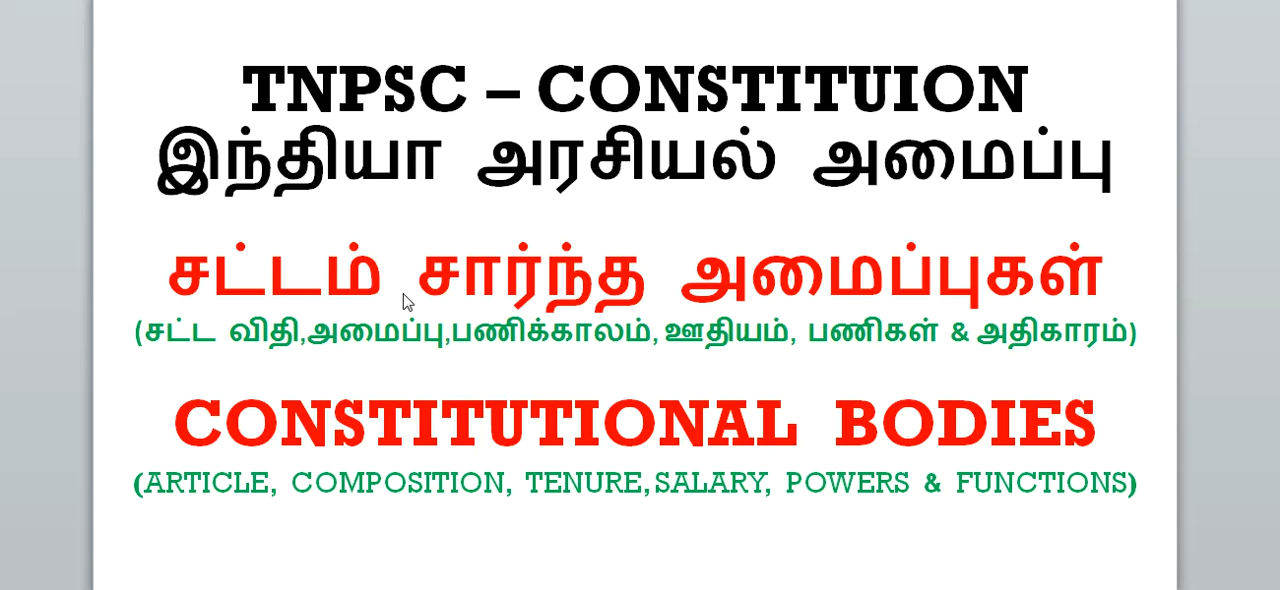 TNPSC – CONSTITUION
இந்தியா அரசியல் அமைப்பு
சட்டம் சார்ந்த அமைப்புகள்
(சட்ட விதி,அமைப்பு,பணிக்காலம், ஊதியம், பணிகள் & அதிகாரம்)
CONSTITUTIONAL BODIES
(ARTICLE, COMPOSITION, TENURE, SALARY, POWERS & FUNCTIONS)